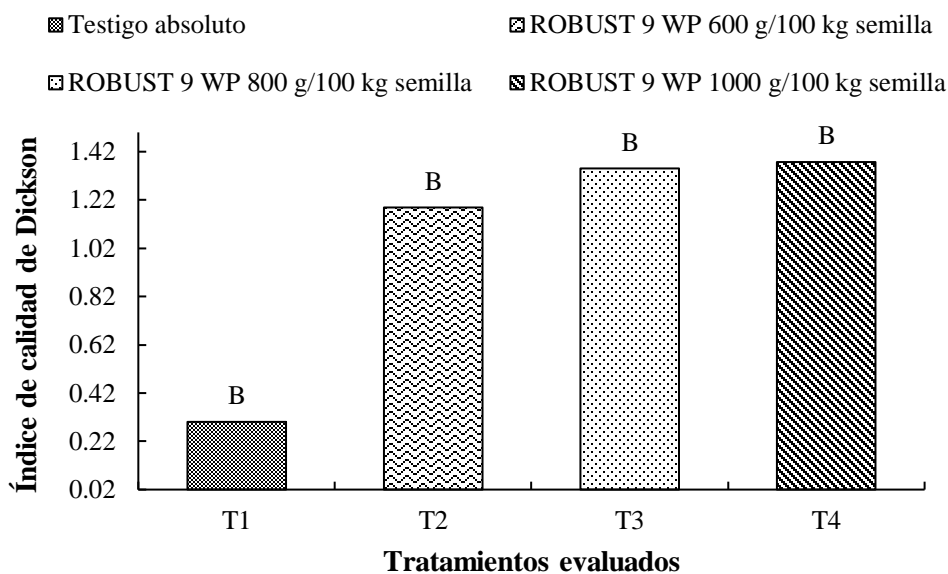 Testigo absoluto
ROBUST 9 WP 600 g/100 kg semilla
ROBUST 9 WP 800 g/100 kg semilla
ROBUST 9 WP 1000 g/100 kg semilla
Índice de calidad de Dickson
1.42
1.22
1.02
0.82
0.62
0.42
0.22
0.02
B
B
B
B
T1
T2
T3
T4
Tratamientos evaluados